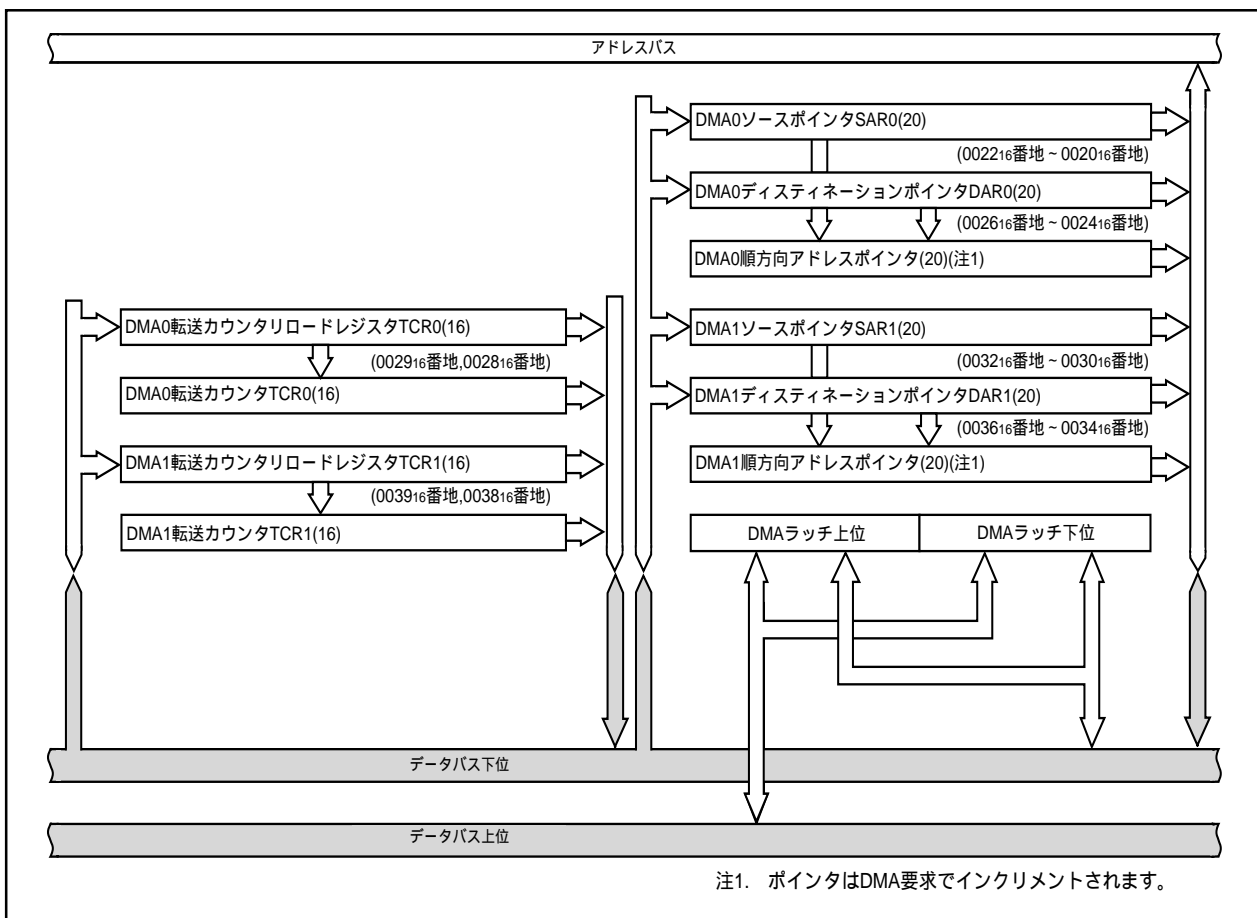 アドレスバス
DMA0ソースポインタSAR0(20)
(002216番地 ~ 002016番地)
DMA0ディスティネーションポインタDAR0(20)
(002616番地 ~ 002416番地)
DMA0順方向アドレスポインタ(20)(注1)
DMA0転送カウンタリロードレジスタTCR0(16)
(002916番地,002816番地)
DMA0転送カウンタTCR0(16)
DMA1転送カウンタリロードレジスタTCR1(16)
(003916番地,003816番地)
DMA1転送カウンタTCR1(16)
DMA1ソースポインタSAR1(20)
(003216番地 ~ 003016番地)
DMA1ディスティネーションポインタDAR1(20)
(003616番地 ~ 003416番地)
DMA1順方向アドレスポインタ(20)(注1)
DMAラッチ上位 DMAラッチ下位
データバス下位
データバス上位
注1. ポインタはDMA要求でインクリメントされます。